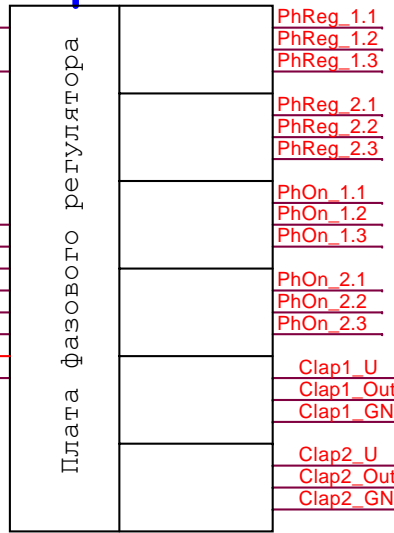 Плата фазового регулятора
PhReg_1.1
PhReg_1.2
PhReg_1.3
PhReg_2.1
PhReg_2.2
PhReg_2.3
PhOn_1.1
PhOn_1.2
PhOn_1.3
PhOn_2.1
PhOn_2.2
PhOn_2.3
Clap1_U
Clap1_Out
Clap1_GN
Clap2_U
Clap2_Out
Clap2_GN